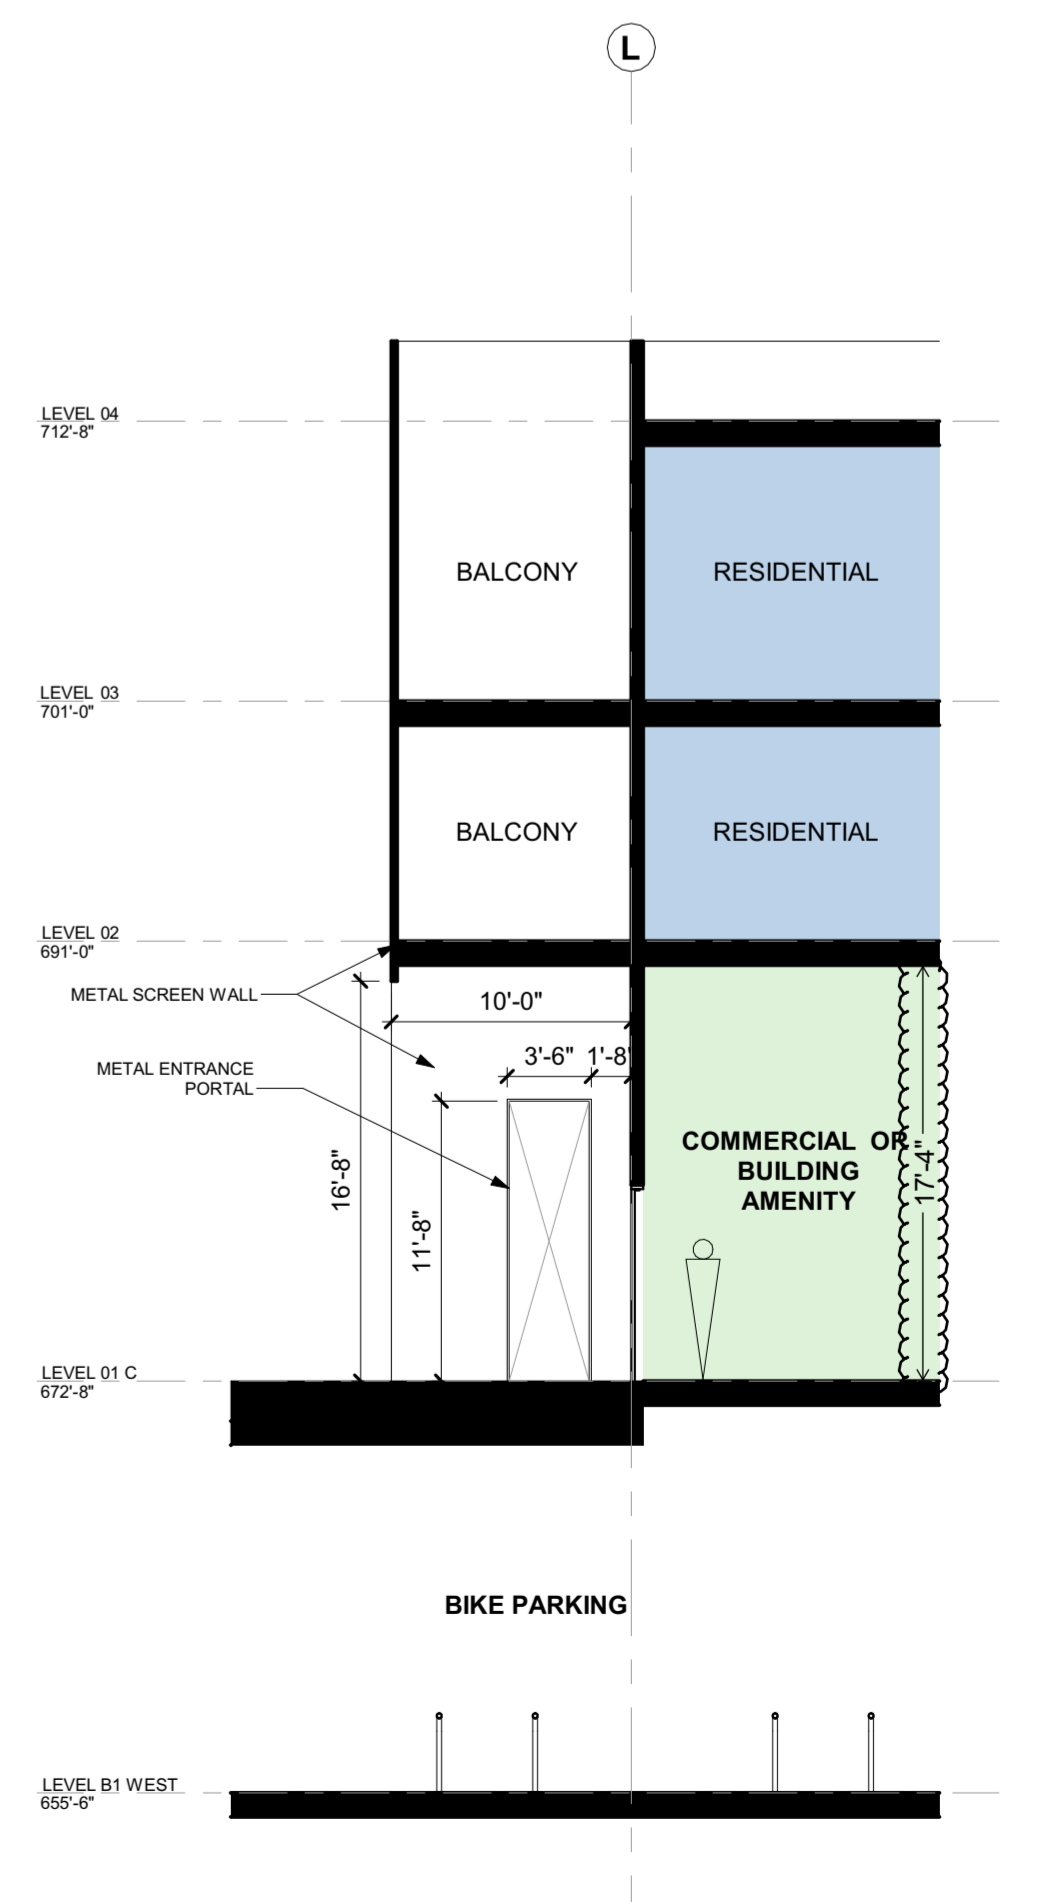 L
LEVEL 04
712'-8"
BALCONY
RESIDENTIAL
LEVEL 03
701'-0"
BALCONY
RESIDENTIAL
LEVEL 02
691'-0"
METAL SCREEN WALL
10'-0"
METAL ENTRANCE
PORTAL
3'-6"
1'-8'
16'-8"
11'-8"
COMMERCIAL OR
BUILDING
AMENITY
17'-4"
LEVEL 01 C
672'-8"
BIKE PARKING
LEVEL B1 WEST
655'-6"